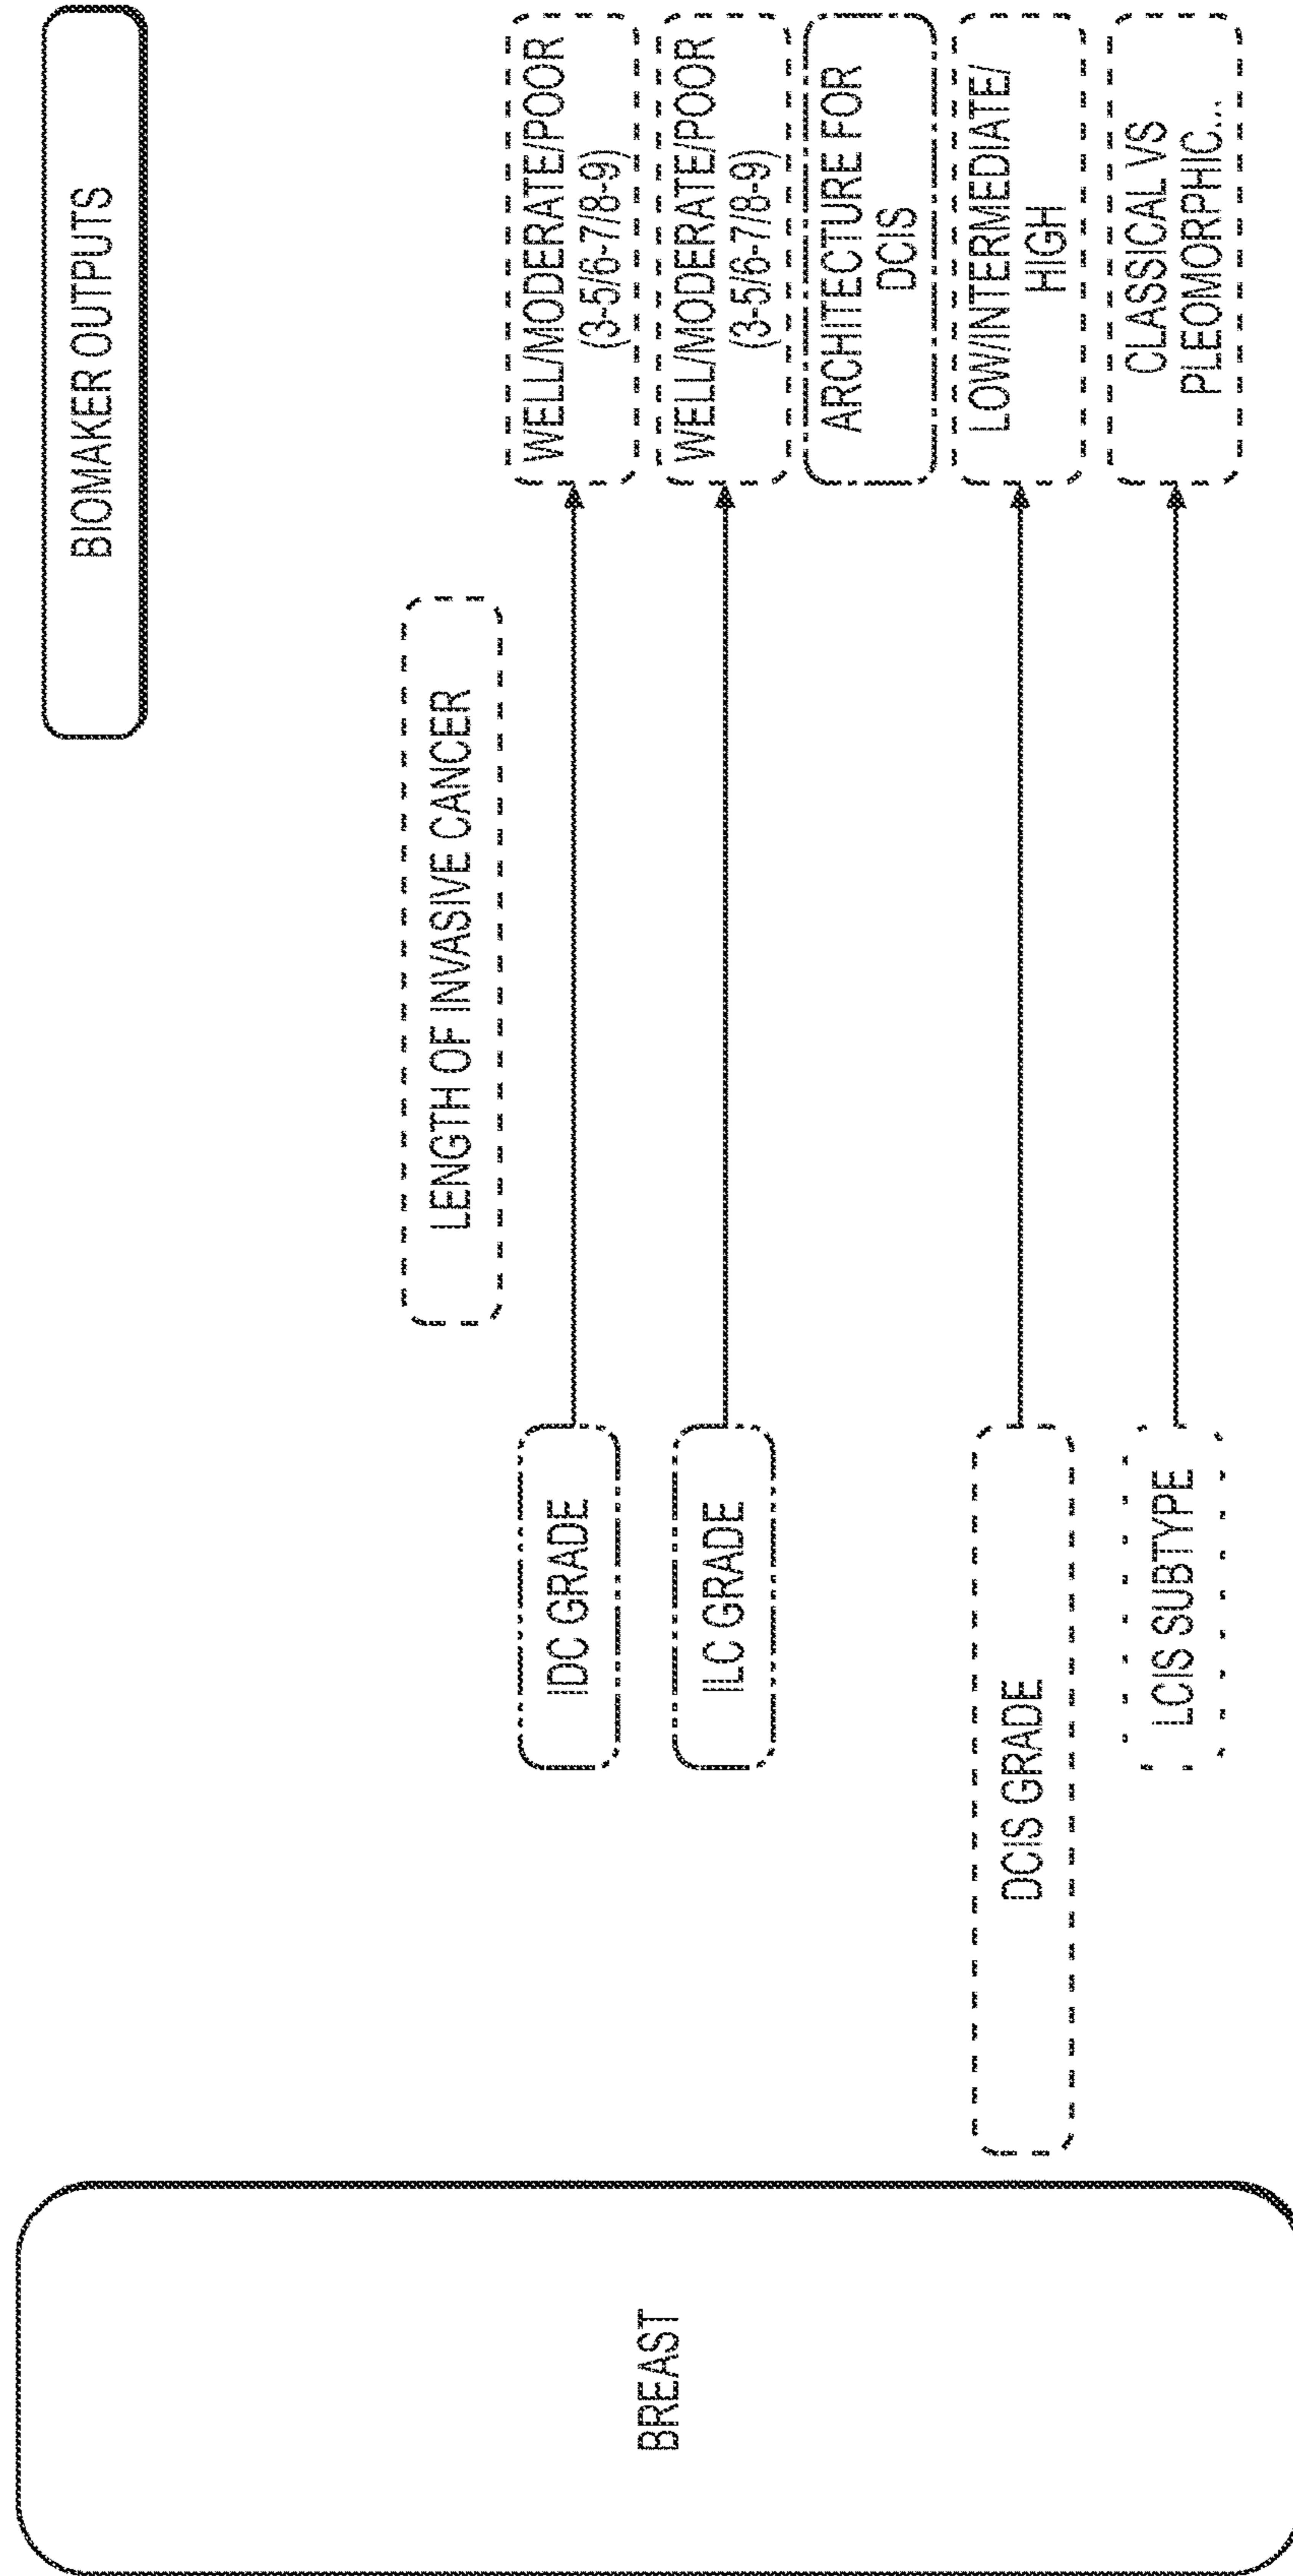 BIOMAKER OUTPUTS
BREAST
LENGTH OF INVASIVE CANCER
IDC GRADE
WELL/MODERATE/POOR
(3-5/6-7/8-9)
ILC GRADE
WELL/MODERATE/POOR
(3-5/6-7/8-9)
ARCHITECTURE FOR
DCIS
DCIS GRADE
LOW/INTERMEDIATE/
HIGH
LCIS SUBTYPE
CLASSICAL VS
PLEOMORPHIC...